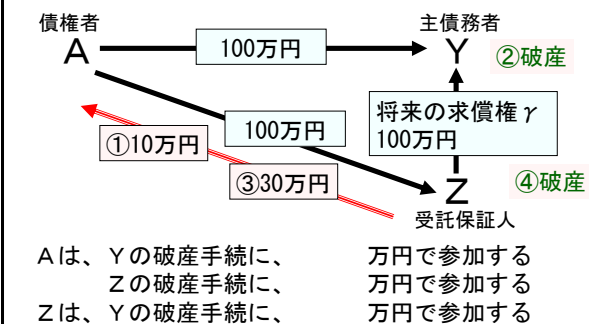 債権者
主債務者
A
100万円
Y
②破産
将来の求償権γ
100万円
100万円
①10万円
③30万円
Z
④破産
受託保証人
Aは、Yの破産手続に、　　　万円で参加する
Zの破産手続に、　　　万円で参加する
Zは、Yの破産手続に、　　　万円で参加する